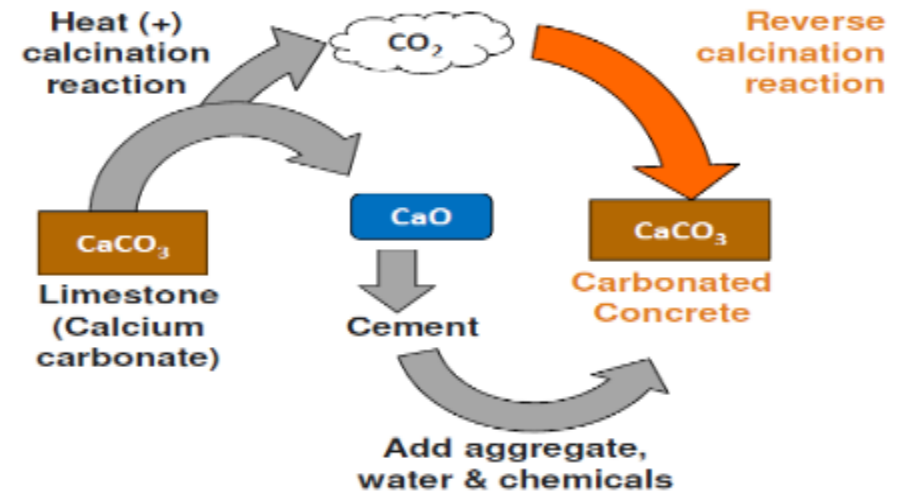 Heat (+)
calcination
reaction
CO₂
Reverse
calcination
reaction
CaCO₃
Limestone
(Calcium
carbonate)
CaO
Cement
CaCO₃
Carbonated
Concrete
Add aggregate,
water & chemicals